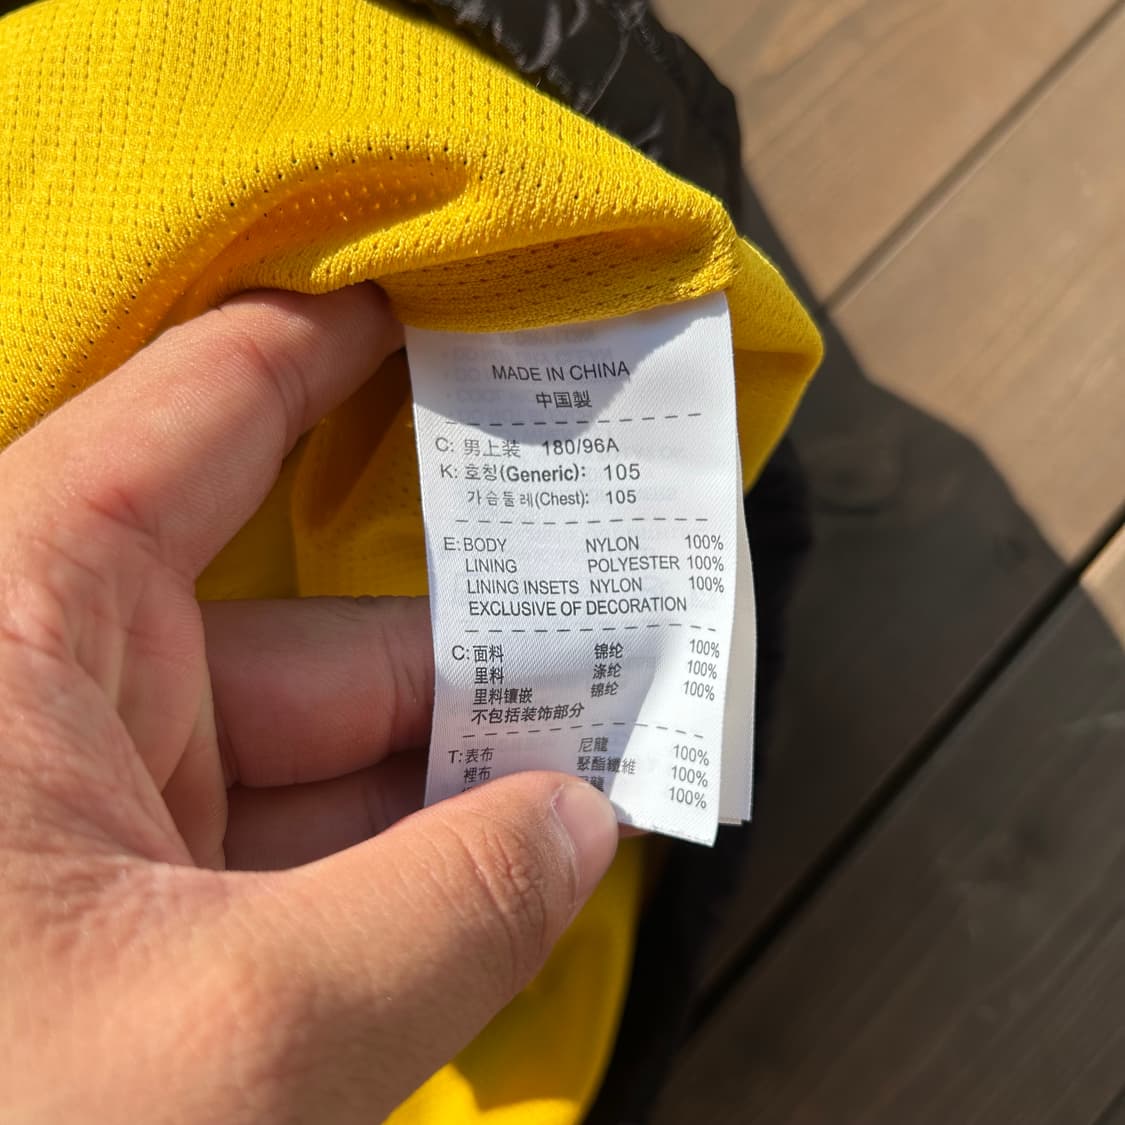 MADE IN CHINA
中国製
C: 男上装 180/96A
K: 호칭(Generic): 105
가슴둘레(Chest): 105
E: BODY NYLON 100%
LINING POLYESTER 100%
LINING INSETS NYLON 100%
EXCLUSIVE OF DECORATION
C: 面料 锦纶 100%
里料 涤纶 100%
里料镶嵌 锦纶 100%
不包括装饰部分
T: 表布 尼龍 100%
裡布 聚酯纖維 100%
100%